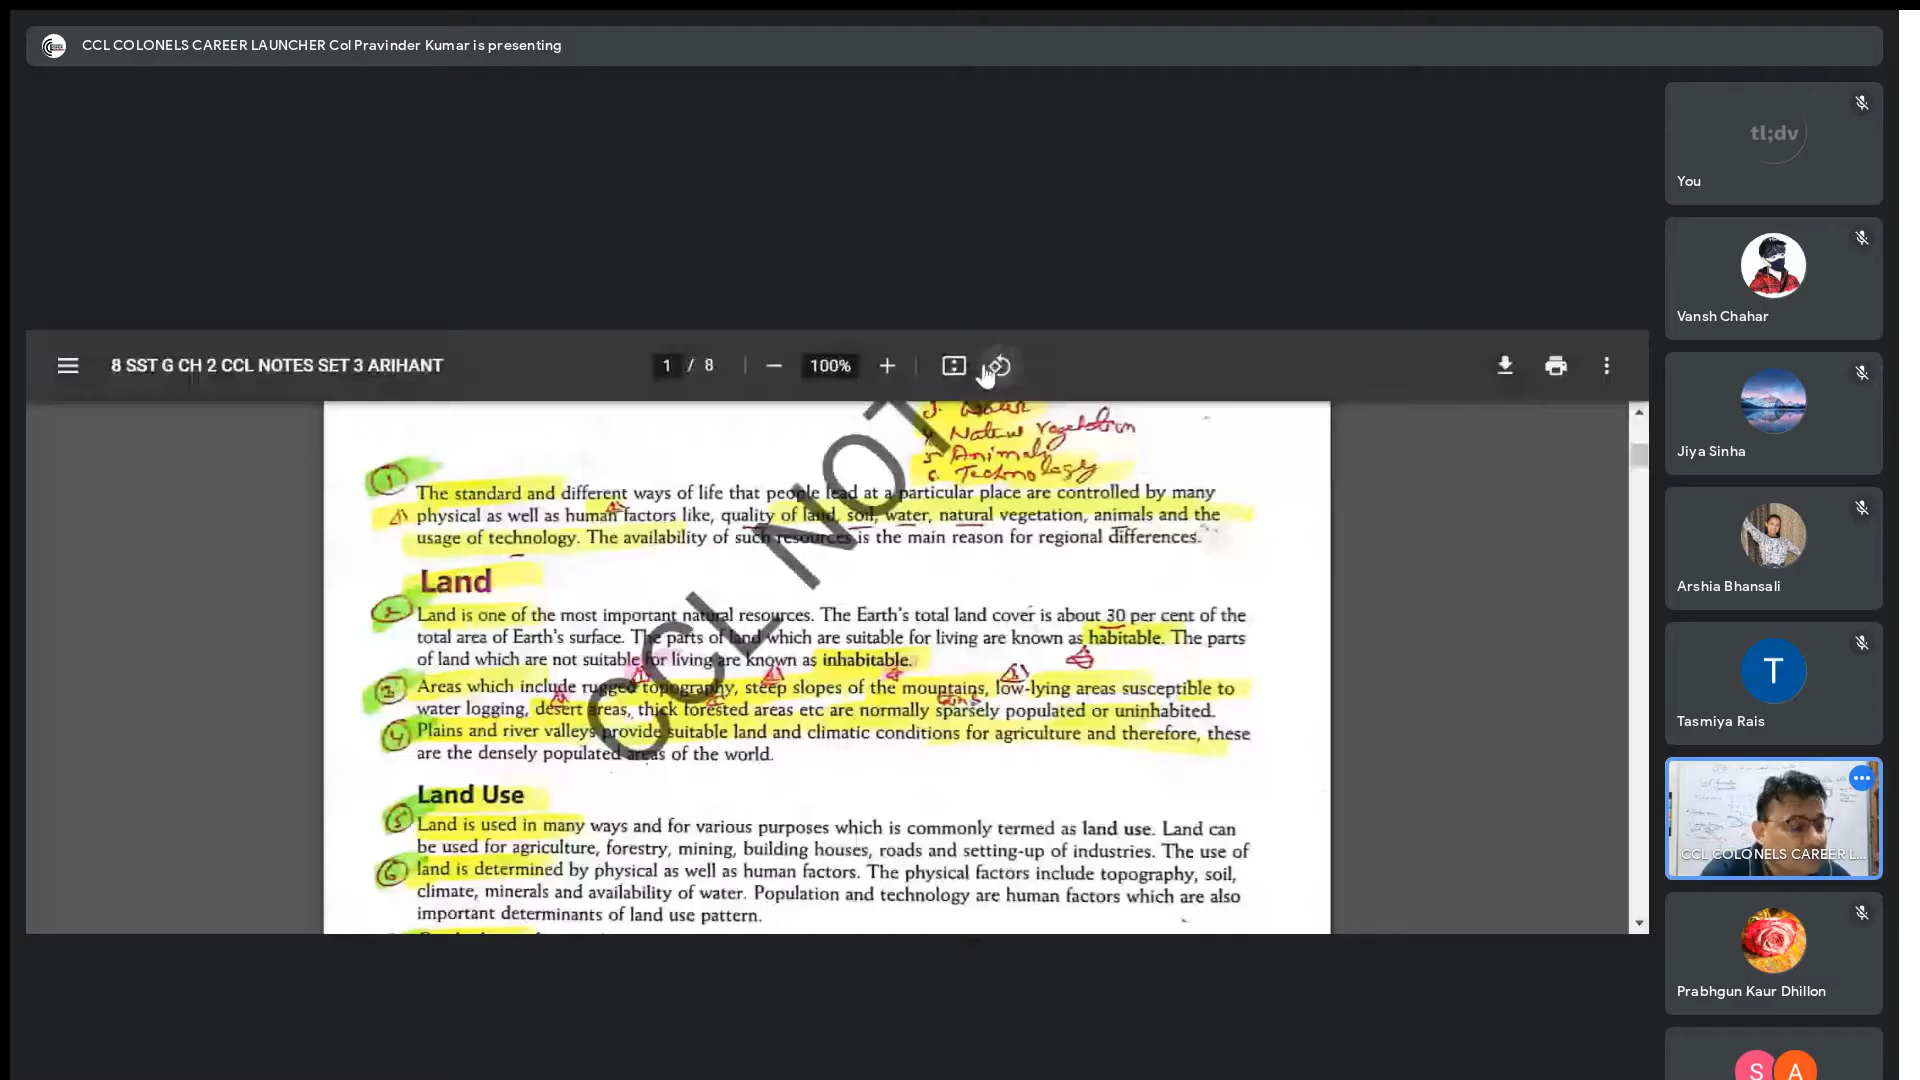 CCL COLONELS CAREER LAUNCHER Col Pravinder Kumar is presenting
tl;dv
You
Vansh Chahar
Jiya Sinha
Arshia Bhansali
T
Tasmiya Rais
CCL COLONELS CAREER L...
Prabhgun Kaur Dhillon
S A
8 SST G CH 2 CCL NOTES SET 3 ARIHANT
1 / 8
100%
3. Water
4. Natural vegetation
5. Animals
6. Technology
CCL NOT
1
The standard and different ways of life that people lead at a particular place are controlled by many
physical as well as human factors like, quality of land, soil, water, natural vegetation, animals and the
usage of technology. The availability of such resources is the main reason for regional differences.
Land
2
Land is one of the most important natural resources. The Earth's total land cover is about 30 per cent of the
total area of Earth's surface. The parts of land which are suitable for living are known as habitable. The parts
of land which are not suitable for living are known as inhabitable.
3
Areas which include rugged topography, steep slopes of the mountains, low-lying areas susceptible to
water logging, desert areas, thick forested areas etc are normally sparsely populated or uninhabited.
4
Plains and river valleys provide suitable land and climatic conditions for agriculture and therefore, these
are the densely populated areas of the world.
Land Use
5
Land is used in many ways and for various purposes which is commonly termed as land use. Land can
be used for agriculture, forestry, mining, building houses, roads and setting-up of industries. The use of
6
land is determined by physical as well as human factors. The physical factors include topography, soil,
climate, minerals and availability of water. Population and technology are human factors which are also
important determinants of land use pattern.